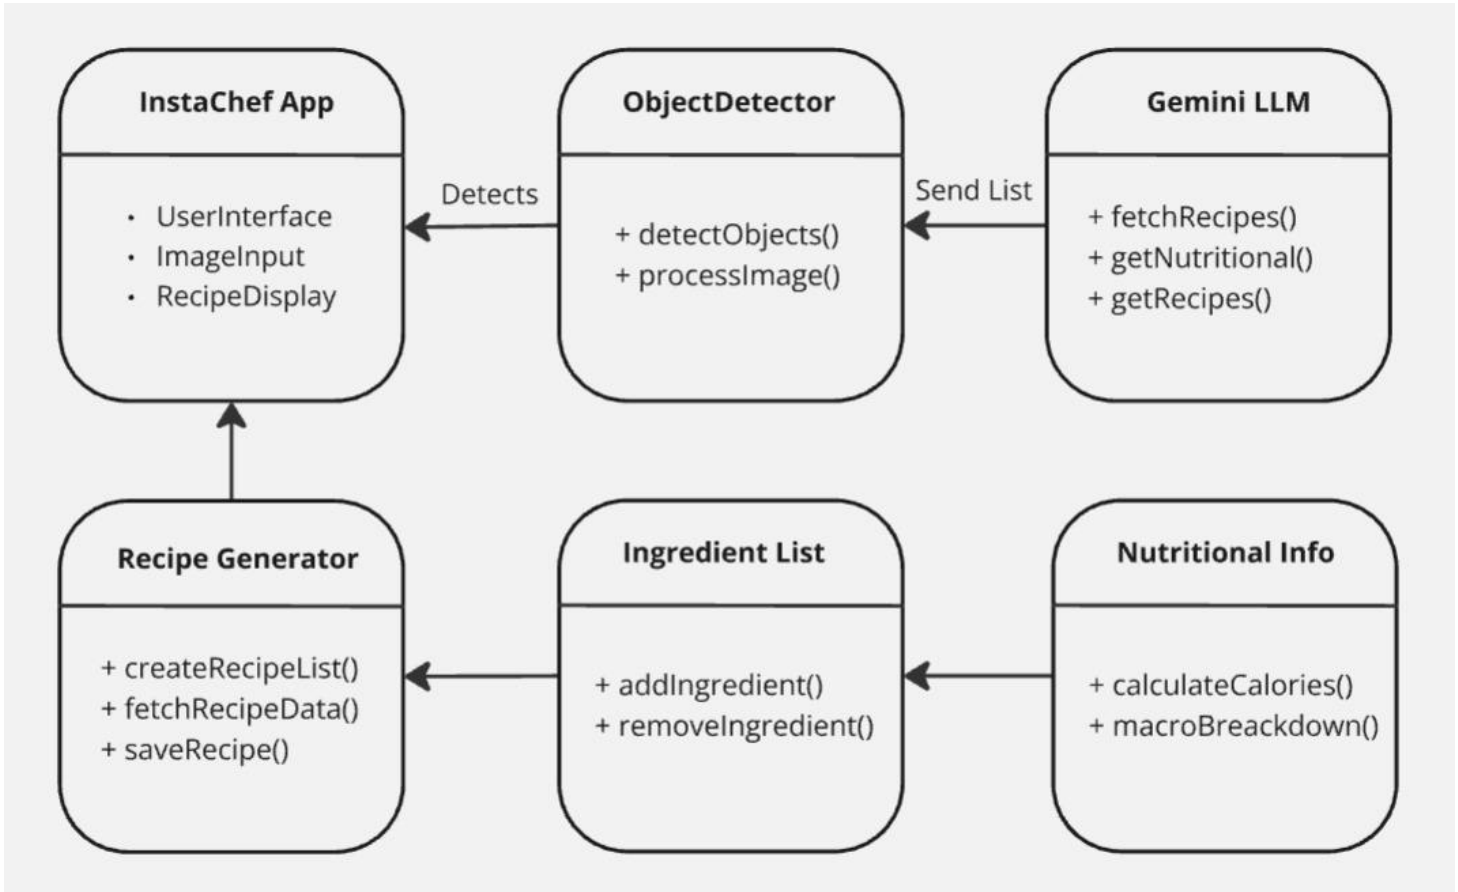 InstaChef App
· UserInterface
· ImageInput
· RecipeDisplay
Detects
ObjectDetector
+ detectObjects()
+ processImage()
Send List
Gemini LLM
+ fetchRecipes()
+ getNutritional()
+ getRecipes()
Recipe Generator
+ createRecipeList()
+ fetchRecipeData()
+ saveRecipe()
Ingredient List
+ addIngredient()
+ removeIngredient()
Nutritional Info
+ calculateCalories()
+ macroBreackdown()